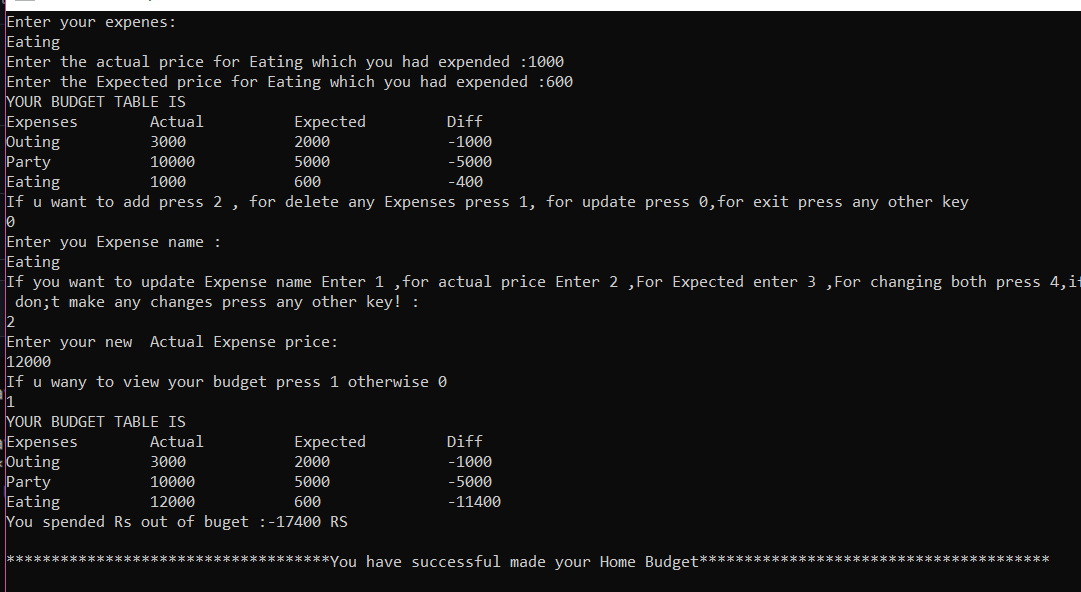 Enter your expenes:
Eating
Enter the actual price for Eating which you had expended :1000
Enter the Expected price for Eating which you had expended :600
YOUR BUDGET TABLE IS
Expenses Actual Expected Diff
Outing 3000 2000 -1000
Party 10000 5000 -5000
Eating 1000 600 -400
If u want to add press 2 , for delete any Expenses press 1, for update press 0,for exit press any other key
0
Enter you Expense name :
Eating
If you want to update Expense name Enter 1 ,for actual price Enter 2 ,For Expected enter 3 ,For changing both press 4,if
don;t make any changes press any other key! :
2
Enter your new  Actual Expense price:
12000
If u wany to view your budget press 1 otherwise 0
1
YOUR BUDGET TABLE IS
Expenses Actual Expected Diff
Outing 3000 2000 -1000
Party 10000 5000 -5000
Eating 12000 600 -11400
You spended Rs out of buget :-17400 RS
************************************You have successful made your Home Budget***************************************